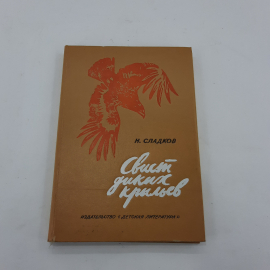 Н. СЛАДКОВ
Свист
диких
крыльев
ИЗДАТЕЛЬСТВО «ДЕТСКАЯ ЛИТЕРАТУРА»